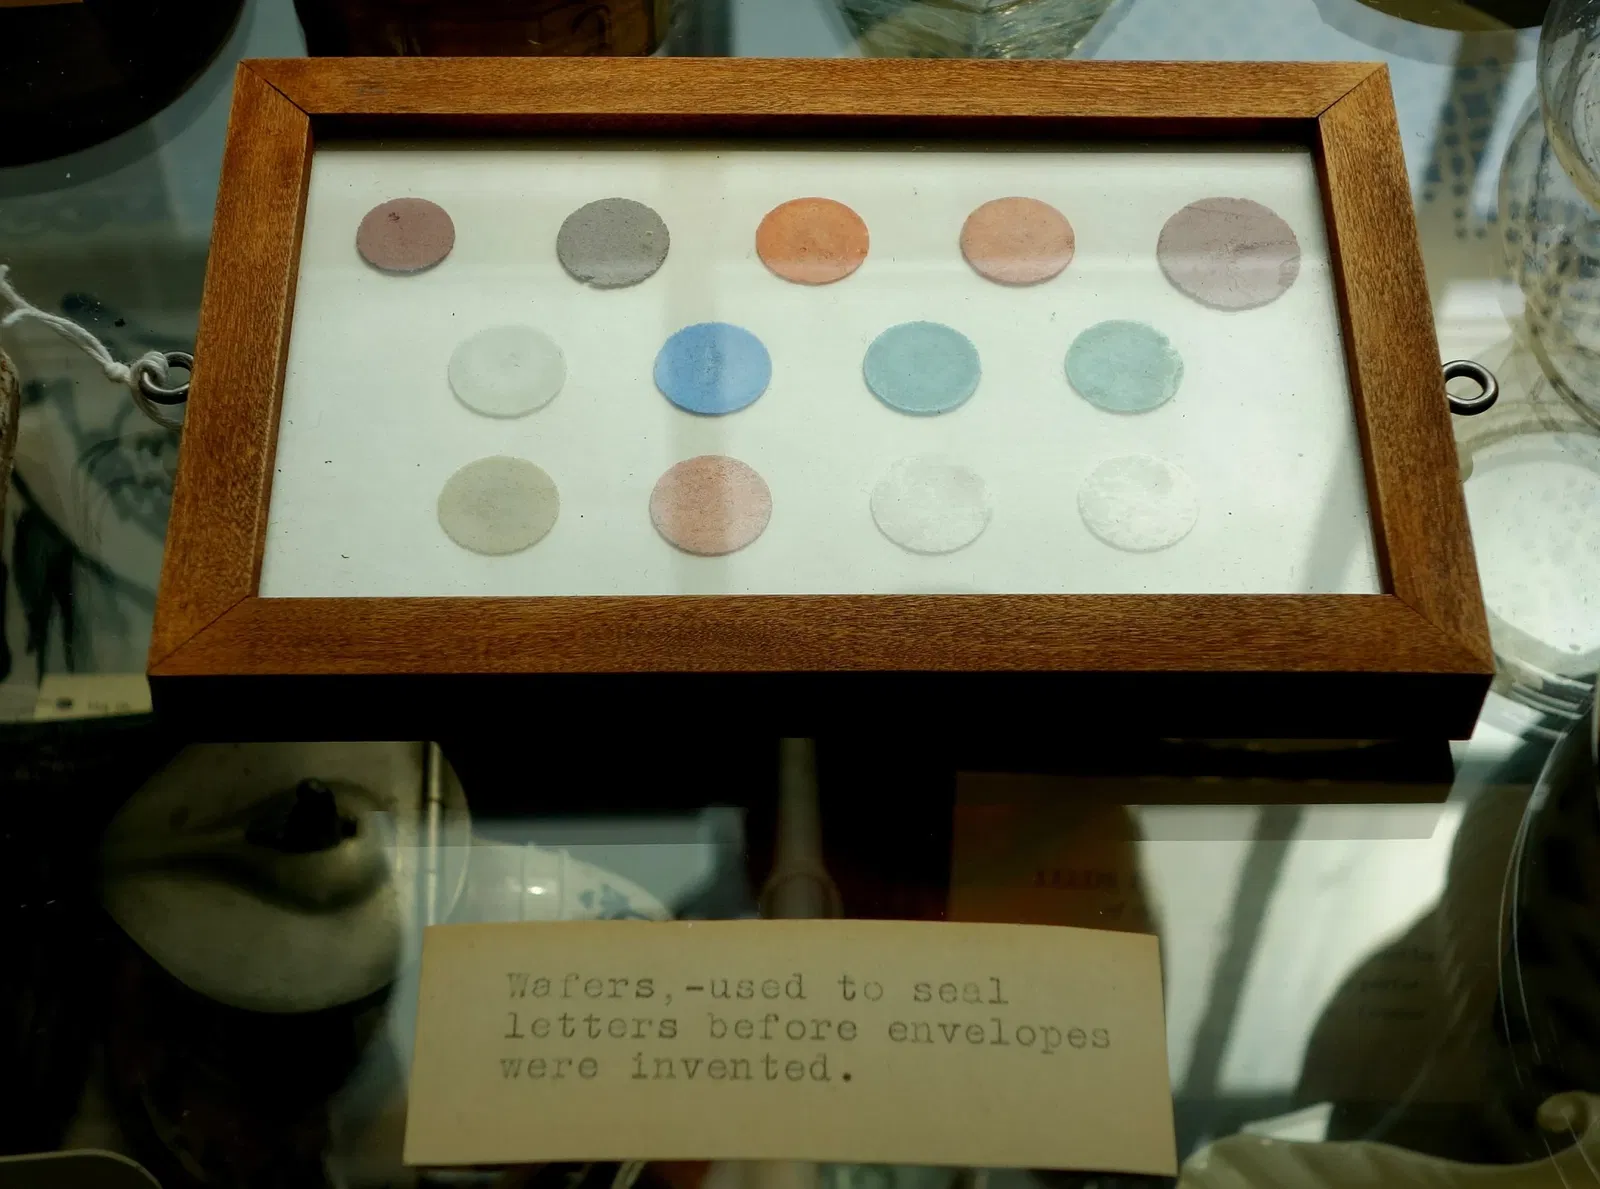 Wafers,-used to seal
letters before envelopes
were invented.